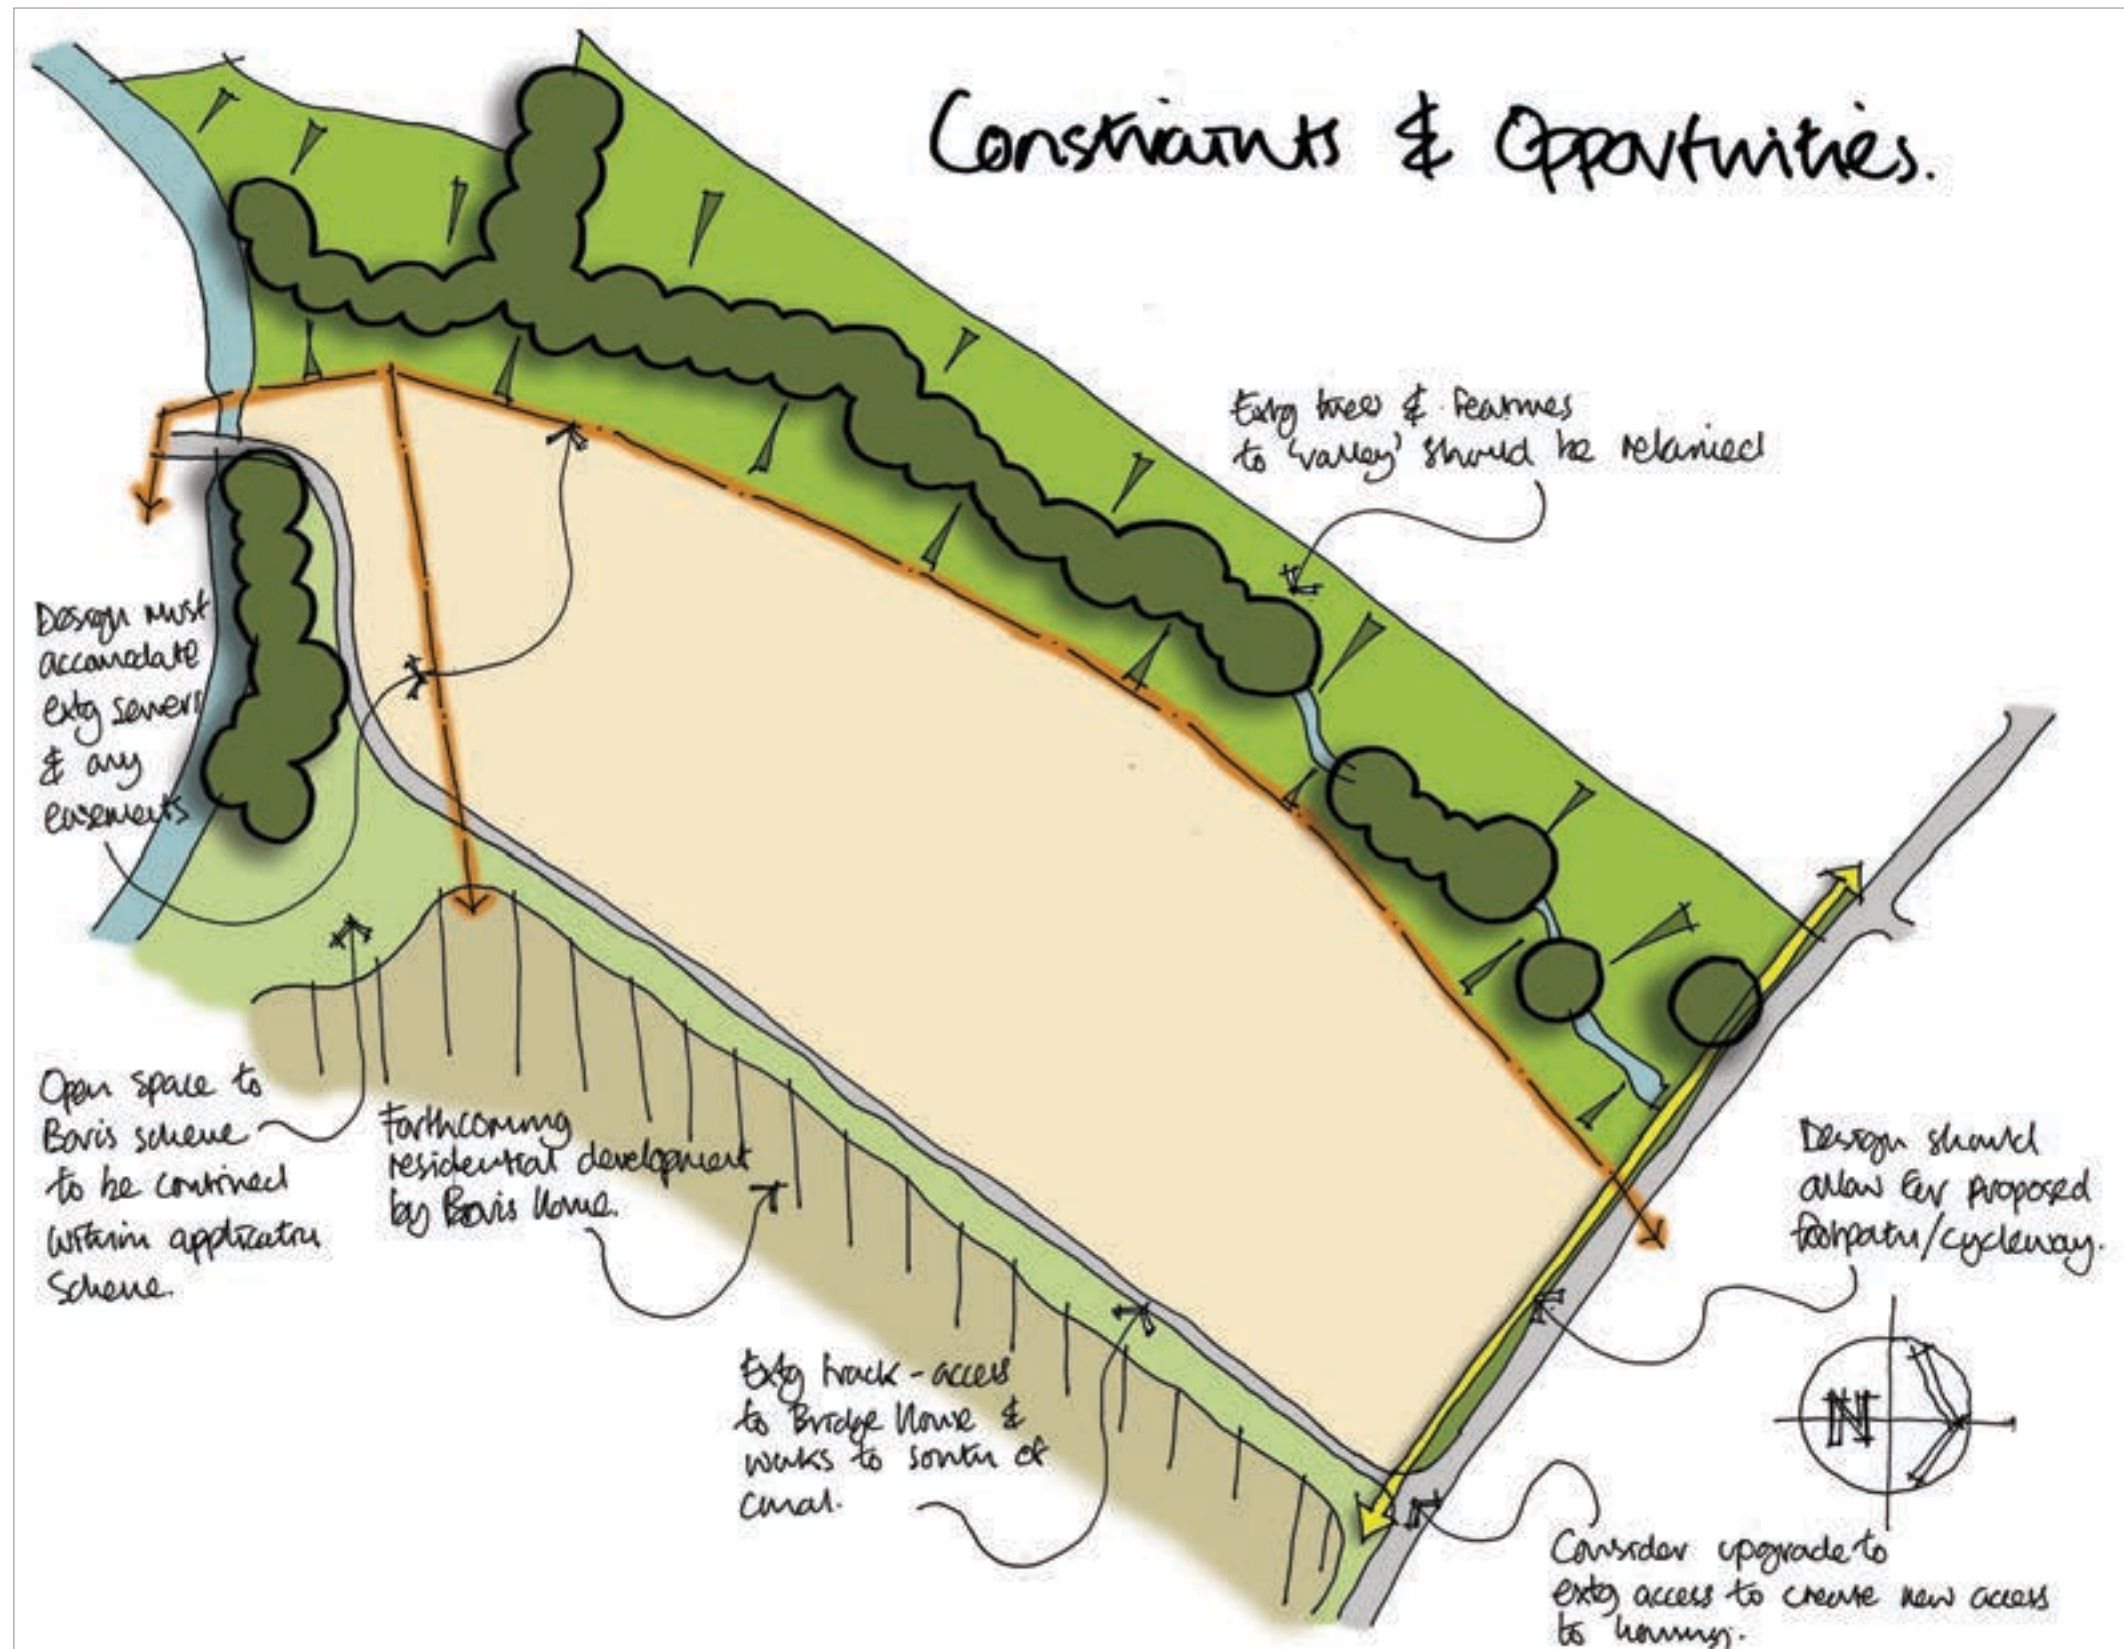 Constraints & Opportunities.
Extg trees & features
to 'valley' should be retained
Design must
accomodate
extg sewers
& any
easements
Open space to
Bovis scheme
to be contined
within application
scheme.
Forthcoming
residential development
by Bovis Home.
Extg track - access
to Bridge House &
walks to south of
canal.
Design should
allow for proposed
footpath/cycleway.
N
Consider upgrade to
extg access to create new access
to housing.